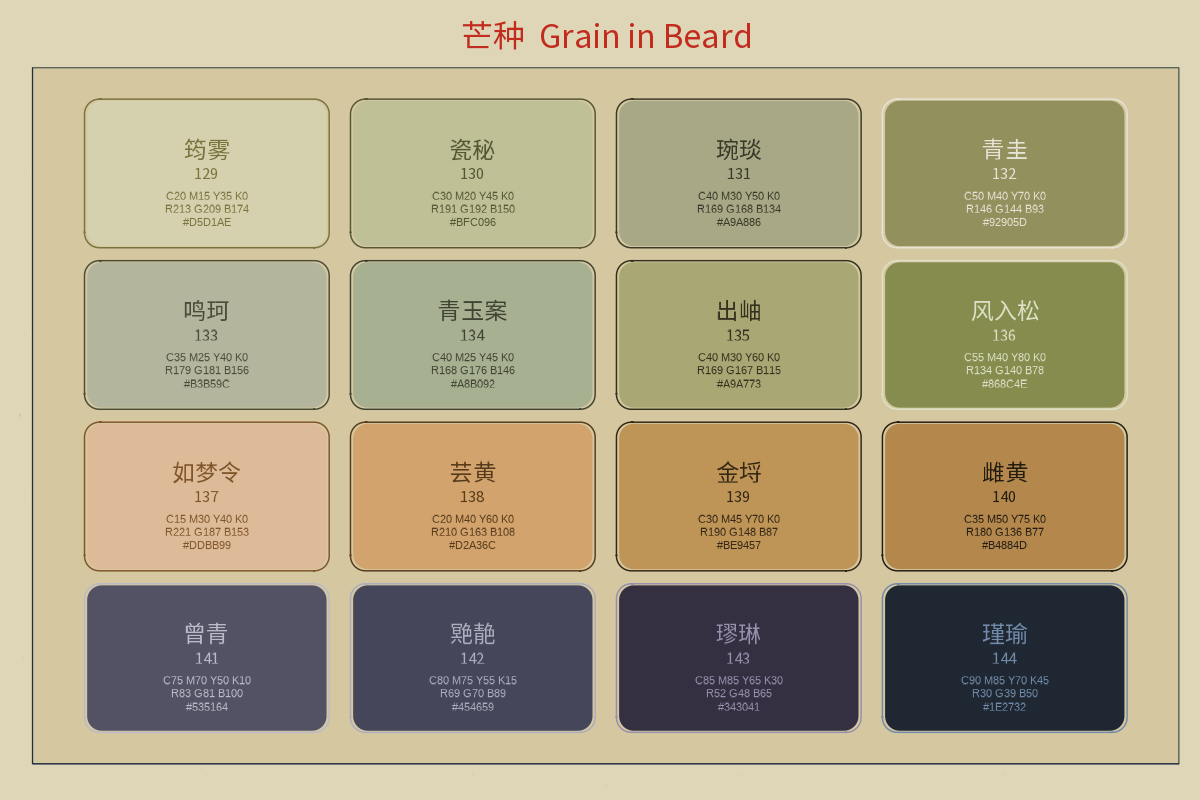 芒种 Grain in Beard
筠雾
129
C20 M15 Y35 K0
R213 G209 B174
#D5D1AE
瓷秘
130
C30 M20 Y45 K0
R191 G192 B150
#BFC096
琬琰
131
C40 M30 Y50 K0
R169 G168 B134
#A9A886
青圭
132
C50 M40 Y70 K0
R146 G144 B93
#92905D
鸣珂
133
C35 M25 Y40 K0
R179 G181 B156
#B3B59C
青玉案
134
C40 M25 Y45 K0
R168 G176 B146
#A8B092
出岫
135
C40 M30 Y60 K0
R169 G167 B115
#A9A773
风入松
136
C55 M40 Y80 K0
R134 G140 B78
#868C4E
如梦令
137
C15 M30 Y40 K0
R221 G187 B153
#DDBB99
芸黄
138
C20 M40 Y60 K0
R210 G163 B108
#D2A36C
金埒
139
C30 M45 Y70 K0
R190 G148 B87
#BE9457
雌黄
140
C35 M50 Y75 K0
R180 G136 B77
#B4884D
曾青
141
C75 M70 Y50 K10
R83 G81 B100
#535164
䒌靘
142
C80 M75 Y55 K15
R69 G70 B89
#454659
璆琳
143
C85 M85 Y65 K30
R52 G48 B65
#343041
瑾瑜
144
C90 M85 Y70 K45
R30 G39 B50
#1E2732